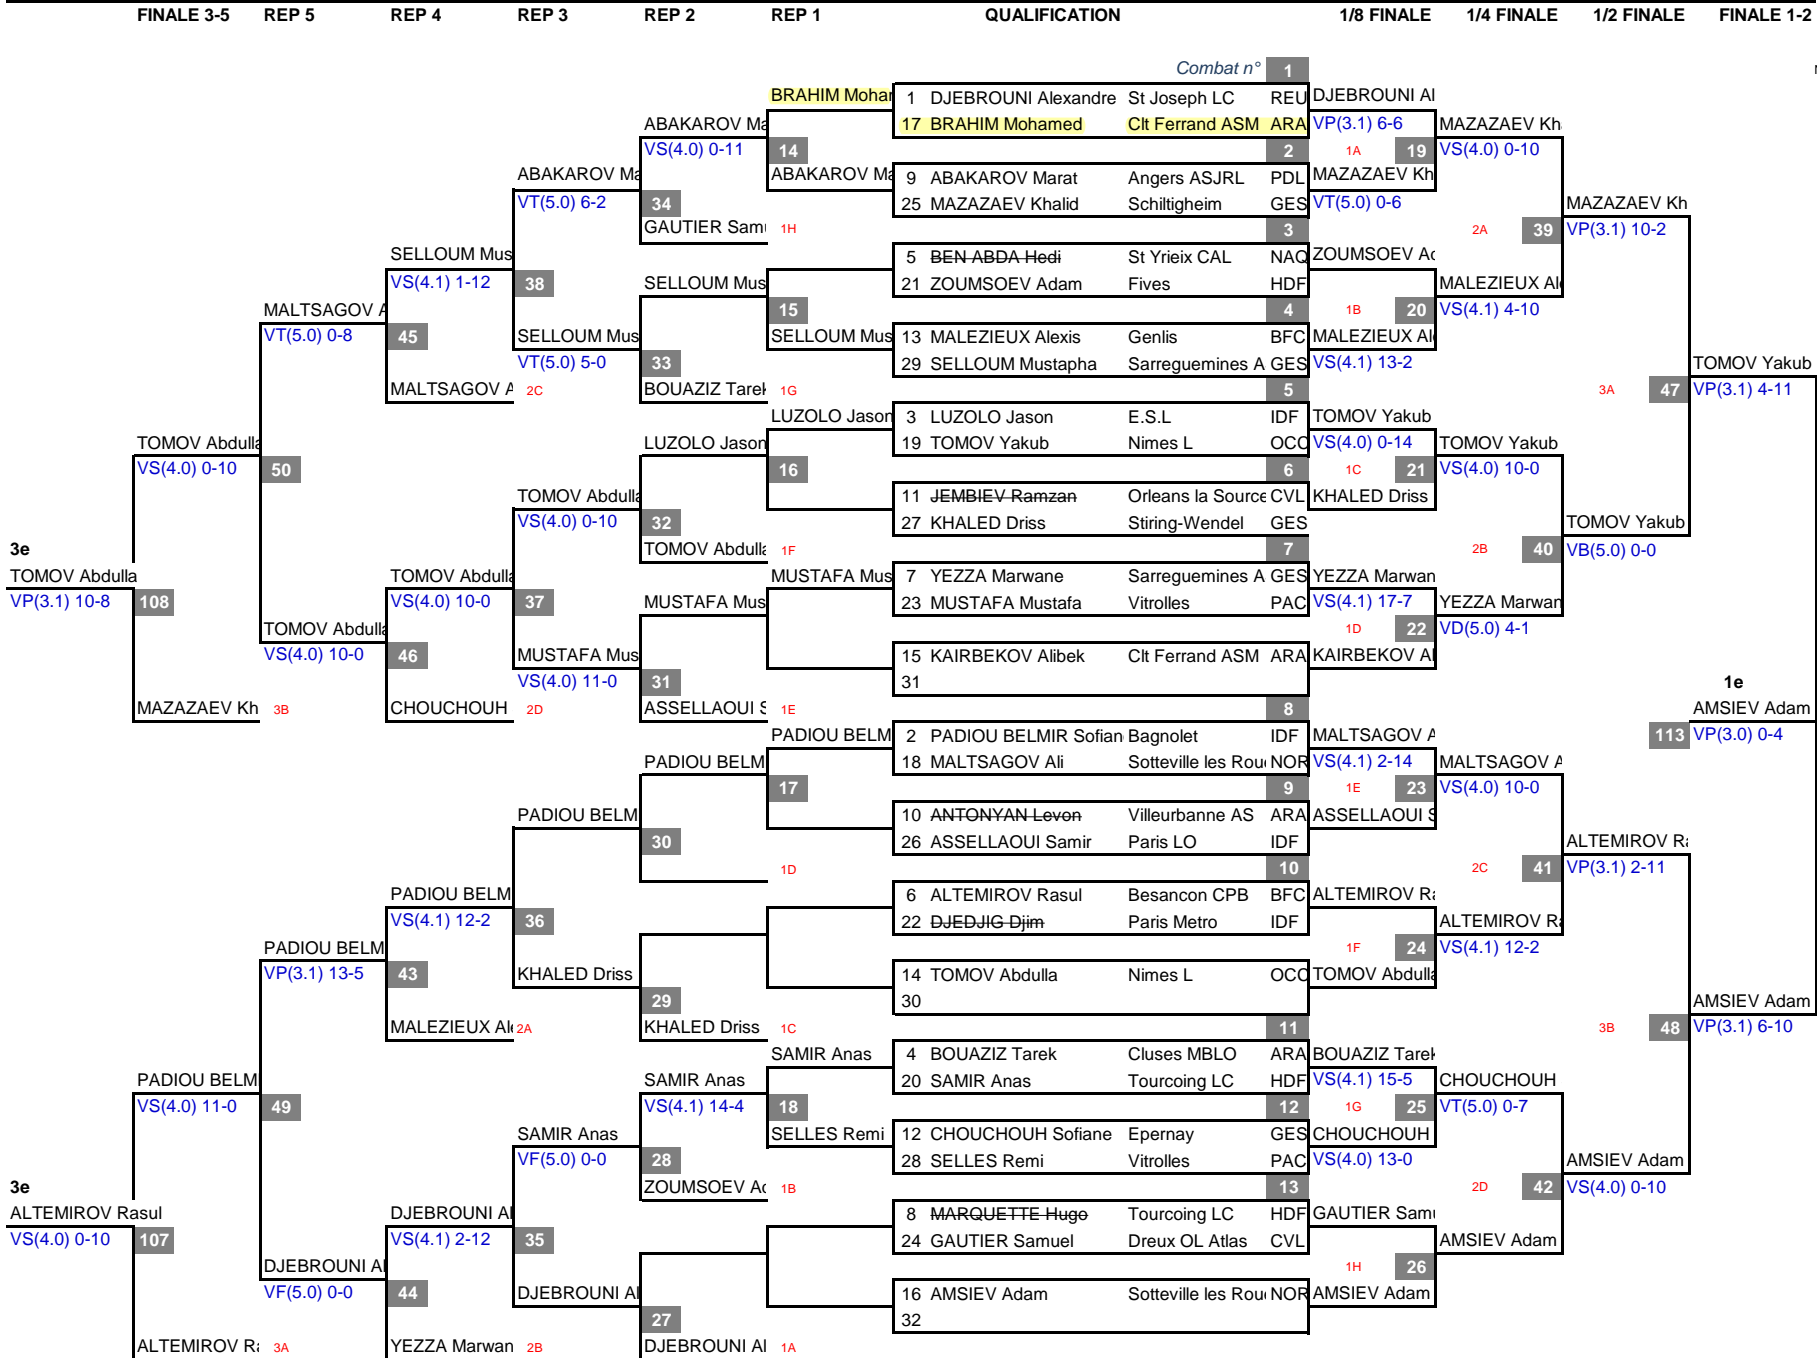 FINALE 3-5 REP 5 REP 4 REP 3 REP 2 REP 1 QUALIFICATION 1/8 FINALE 1/4 FINALE 1/2 FINALE FINALE 1-2
Combat n° 1
BRAHIM Mohar 1 DJEBROUNI Alexandre St Joseph LC REU DJEBROUNI Al
ABAKAROV Ma 17 BRAHIM Mohamed Clt Ferrand ASM ARA VP(3.1) 6-6 MAZAZAEV Kh
VS(4.0) 0-11 14 2 1A 19 VS(4.0) 0-10
ABAKAROV Ma ABAKAROV Ma 9 ABAKAROV Marat Angers ASJRL PDL MAZAZAEV Kh
VT(5.0) 6-2 34 25 MAZAZAEV Khalid Schiltigheim GES VT(5.0) 0-6 MAZAZAEV Kh
GAUTIER Samu 1H 3 2A 39 VP(3.1) 10-2
SELLOUM Mus 5 BEN ABDA Hedi St Yrieix CAL NAQ ZOUMSOEV Ad
VS(4.1) 1-12 38 SELLOUM Mus 21 ZOUMSOEV Adam Fives HDF MALEZIEUX Al
MALTSAGOV A 15 4 1B 20 VS(4.1) 4-10
VT(5.0) 0-8 45 SELLOUM Mus SELLOUM Mus 13 MALEZIEUX Alexis Genlis BFC MALEZIEUX Al
VT(5.0) 5-0 33 29 SELLOUM Mustapha Sarreguemines A GES VS(4.1) 13-2 TOMOV Yakub
MALTSAGOV A 2C BOUAZIZ Tarek 1G 5 3A 47 VP(3.1) 4-11
LUZOLO Jason 3 LUZOLO Jason E.S.L IDF TOMOV Yakub
TOMOV Abdulla LUZOLO Jason 19 TOMOV Yakub Nimes L OCC VS(4.0) 0-14 TOMOV Yakub
VS(4.0) 0-10 50 16 6 1C 21 VS(4.0) 10-0
TOMOV Abdulla 11 JEMBIEV Ramzan Orleans la Source CVL KHALED Driss
VS(4.0) 0-10 32 27 KHALED Driss Stiring-Wendel GES TOMOV Yakub
3e TOMOV Abdulla 1F 7 2B 40 VB(5.0) 0-0
TOMOV Abdulla TOMOV Abdulla MUSTAFA Mus 7 YEZZA Marwane Sarreguemines A GES YEZZA Marwan
VP(3.1) 10-8 108 VS(4.0) 10-0 37 MUSTAFA Mus 23 MUSTAFA Mustafa Vitrolles PAC VS(4.1) 17-7 YEZZA Marwan
TOMOV Abdulla 1D 22 VD(5.0) 4-1
VS(4.0) 10-0 46 MUSTAFA Mus 15 KAIRBEKOV Alibek Clt Ferrand ASM ARA KAIRBEKOV Al
VS(4.0) 11-0 31 31 1e
MAZAZAEV Kh 3B CHOUCHOUH 2D ASSELLAOUI S 1E 8 AMSIEV Adam
PADIOU BELM 2 PADIOU BELMIR Sofian Bagnolet IDF MALTSAGOV A 113 VP(3.0) 0-4
PADIOU BELM 18 MALTSAGOV Ali Sotteville les Rou NOR VS(4.1) 2-14 MALTSAGOV A
17 9 1E 23 VS(4.0) 10-0
PADIOU BELM 10 ANTONYAN Levon Villeurbanne AS ARA ASSELLAOUI S
30 26 ASSELLAOUI Samir Paris LO IDF ALTEMIROV Ra
1D 10 2C 41 VP(3.1) 2-11
PADIOU BELM 6 ALTEMIROV Rasul Besancon CPB BFC ALTEMIROV Ra
VS(4.1) 12-2 36 22 DJEDJIG Djim Paris Metro IDF ALTEMIROV Ra
PADIOU BELM 1F 24 VS(4.1) 12-2
VP(3.1) 13-5 43 KHALED Driss 14 TOMOV Abdulla Nimes L OCC TOMOV Abdulla
29 30 AMSIEV Adam
MALEZIEUX Al 2A KHALED Driss 1C 11 3B 48 VP(3.1) 6-10
SAMIR Anas 4 BOUAZIZ Tarek Cluses MBLO ARA BOUAZIZ Tarek
PADIOU BELM SAMIR Anas 20 SAMIR Anas Tourcoing LC HDF VS(4.1) 15-5 CHOUCHOUH
VS(4.0) 11-0 49 VS(4.1) 14-4 18 12 1G 25 VT(5.0) 0-7
SAMIR Anas SELLES Remi 12 CHOUCHOUH Sofiane Epernay GES CHOUCHOUH
VF(5.0) 0-0 28 28 SELLES Remi Vitrolles PAC VS(4.0) 13-0 AMSIEV Adam
3e ZOUMSOEV Ad 1B 13 2D 42 VS(4.0) 0-10
ALTEMIROV Rasul DJEBROUNI Al 8 MARQUETTE Hugo Tourcoing LC HDF GAUTIER Samu
VS(4.0) 0-10 107 VS(4.1) 2-12 35 24 GAUTIER Samuel Dreux OL Atlas CVL AMSIEV Adam
DJEBROUNI Al 1H 26
VF(5.0) 0-0 44 DJEBROUNI Al 16 AMSIEV Adam Sotteville les Rou NOR AMSIEV Adam
27 32
ALTEMIROV Ra 3A YEZZA Marwan 2B DJEBROUNI Al 1A